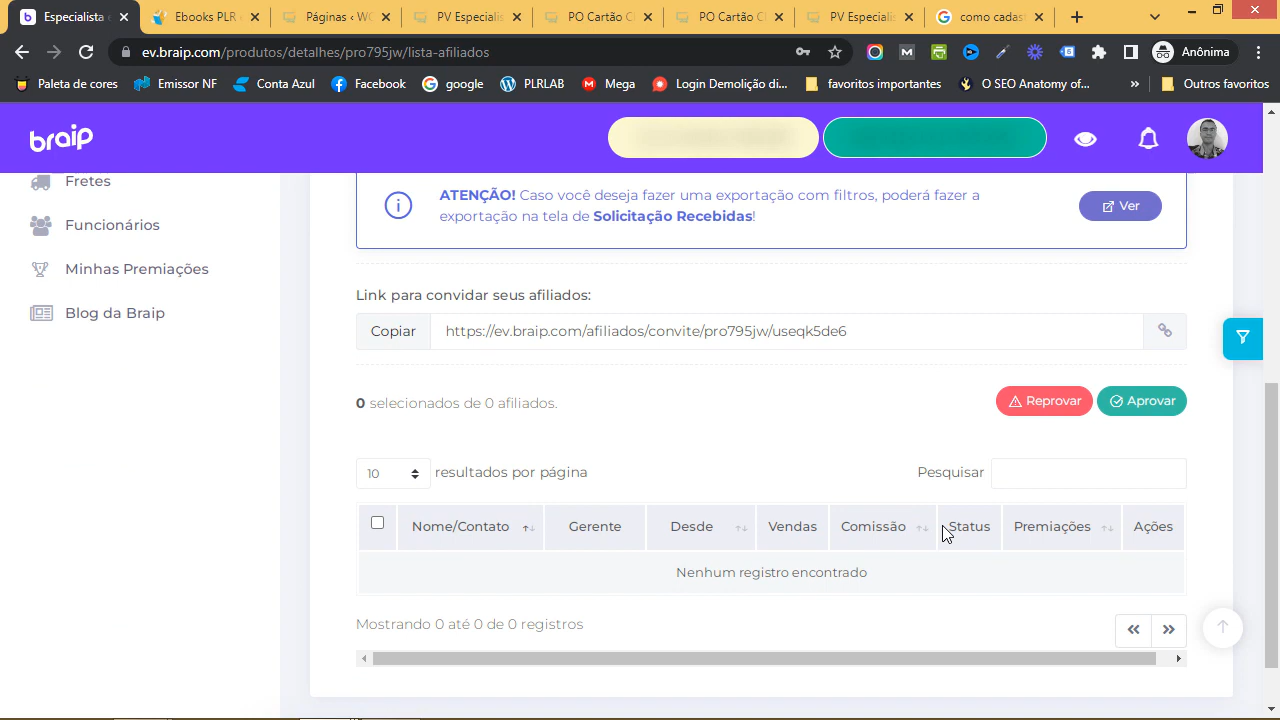 Especialista e
Ebooks PLR
Páginas ‹ WO
PV Especialis
PO Cartão C
PO Cartão C
PV Especialis
como cadast
ev.braip.com/produtos/detalhes/pro795jw/lista-afiliados
Anônima
Paleta de cores
Emissor NF
Conta Azul
Facebook
google
PLRLAB
Mega
Login Demolição di...
favoritos importantes
O SEO Anatomy of...
»
Outros favoritos
braip
Fretes
Funcionários
Minhas Premiações
Blog da Braip
ATENÇÃO! Caso você deseja fazer uma exportação com filtros, poderá fazer a
exportação na tela de Solicitação Recebidas!
Ver
Link para convidar seus afiliados:
Copiar
https://ev.braip.com/afiliados/convite/pro795jw/useqk5de6
0 selecionados de 0 afiliados.
Reprovar
Aprovar
10 resultados por página
Pesquisar
Nome/Contato
Gerente
Desde
Vendas
Comissão
Status
Premiações
Ações
Nenhum registro encontrado
Mostrando 0 até 0 de 0 registros